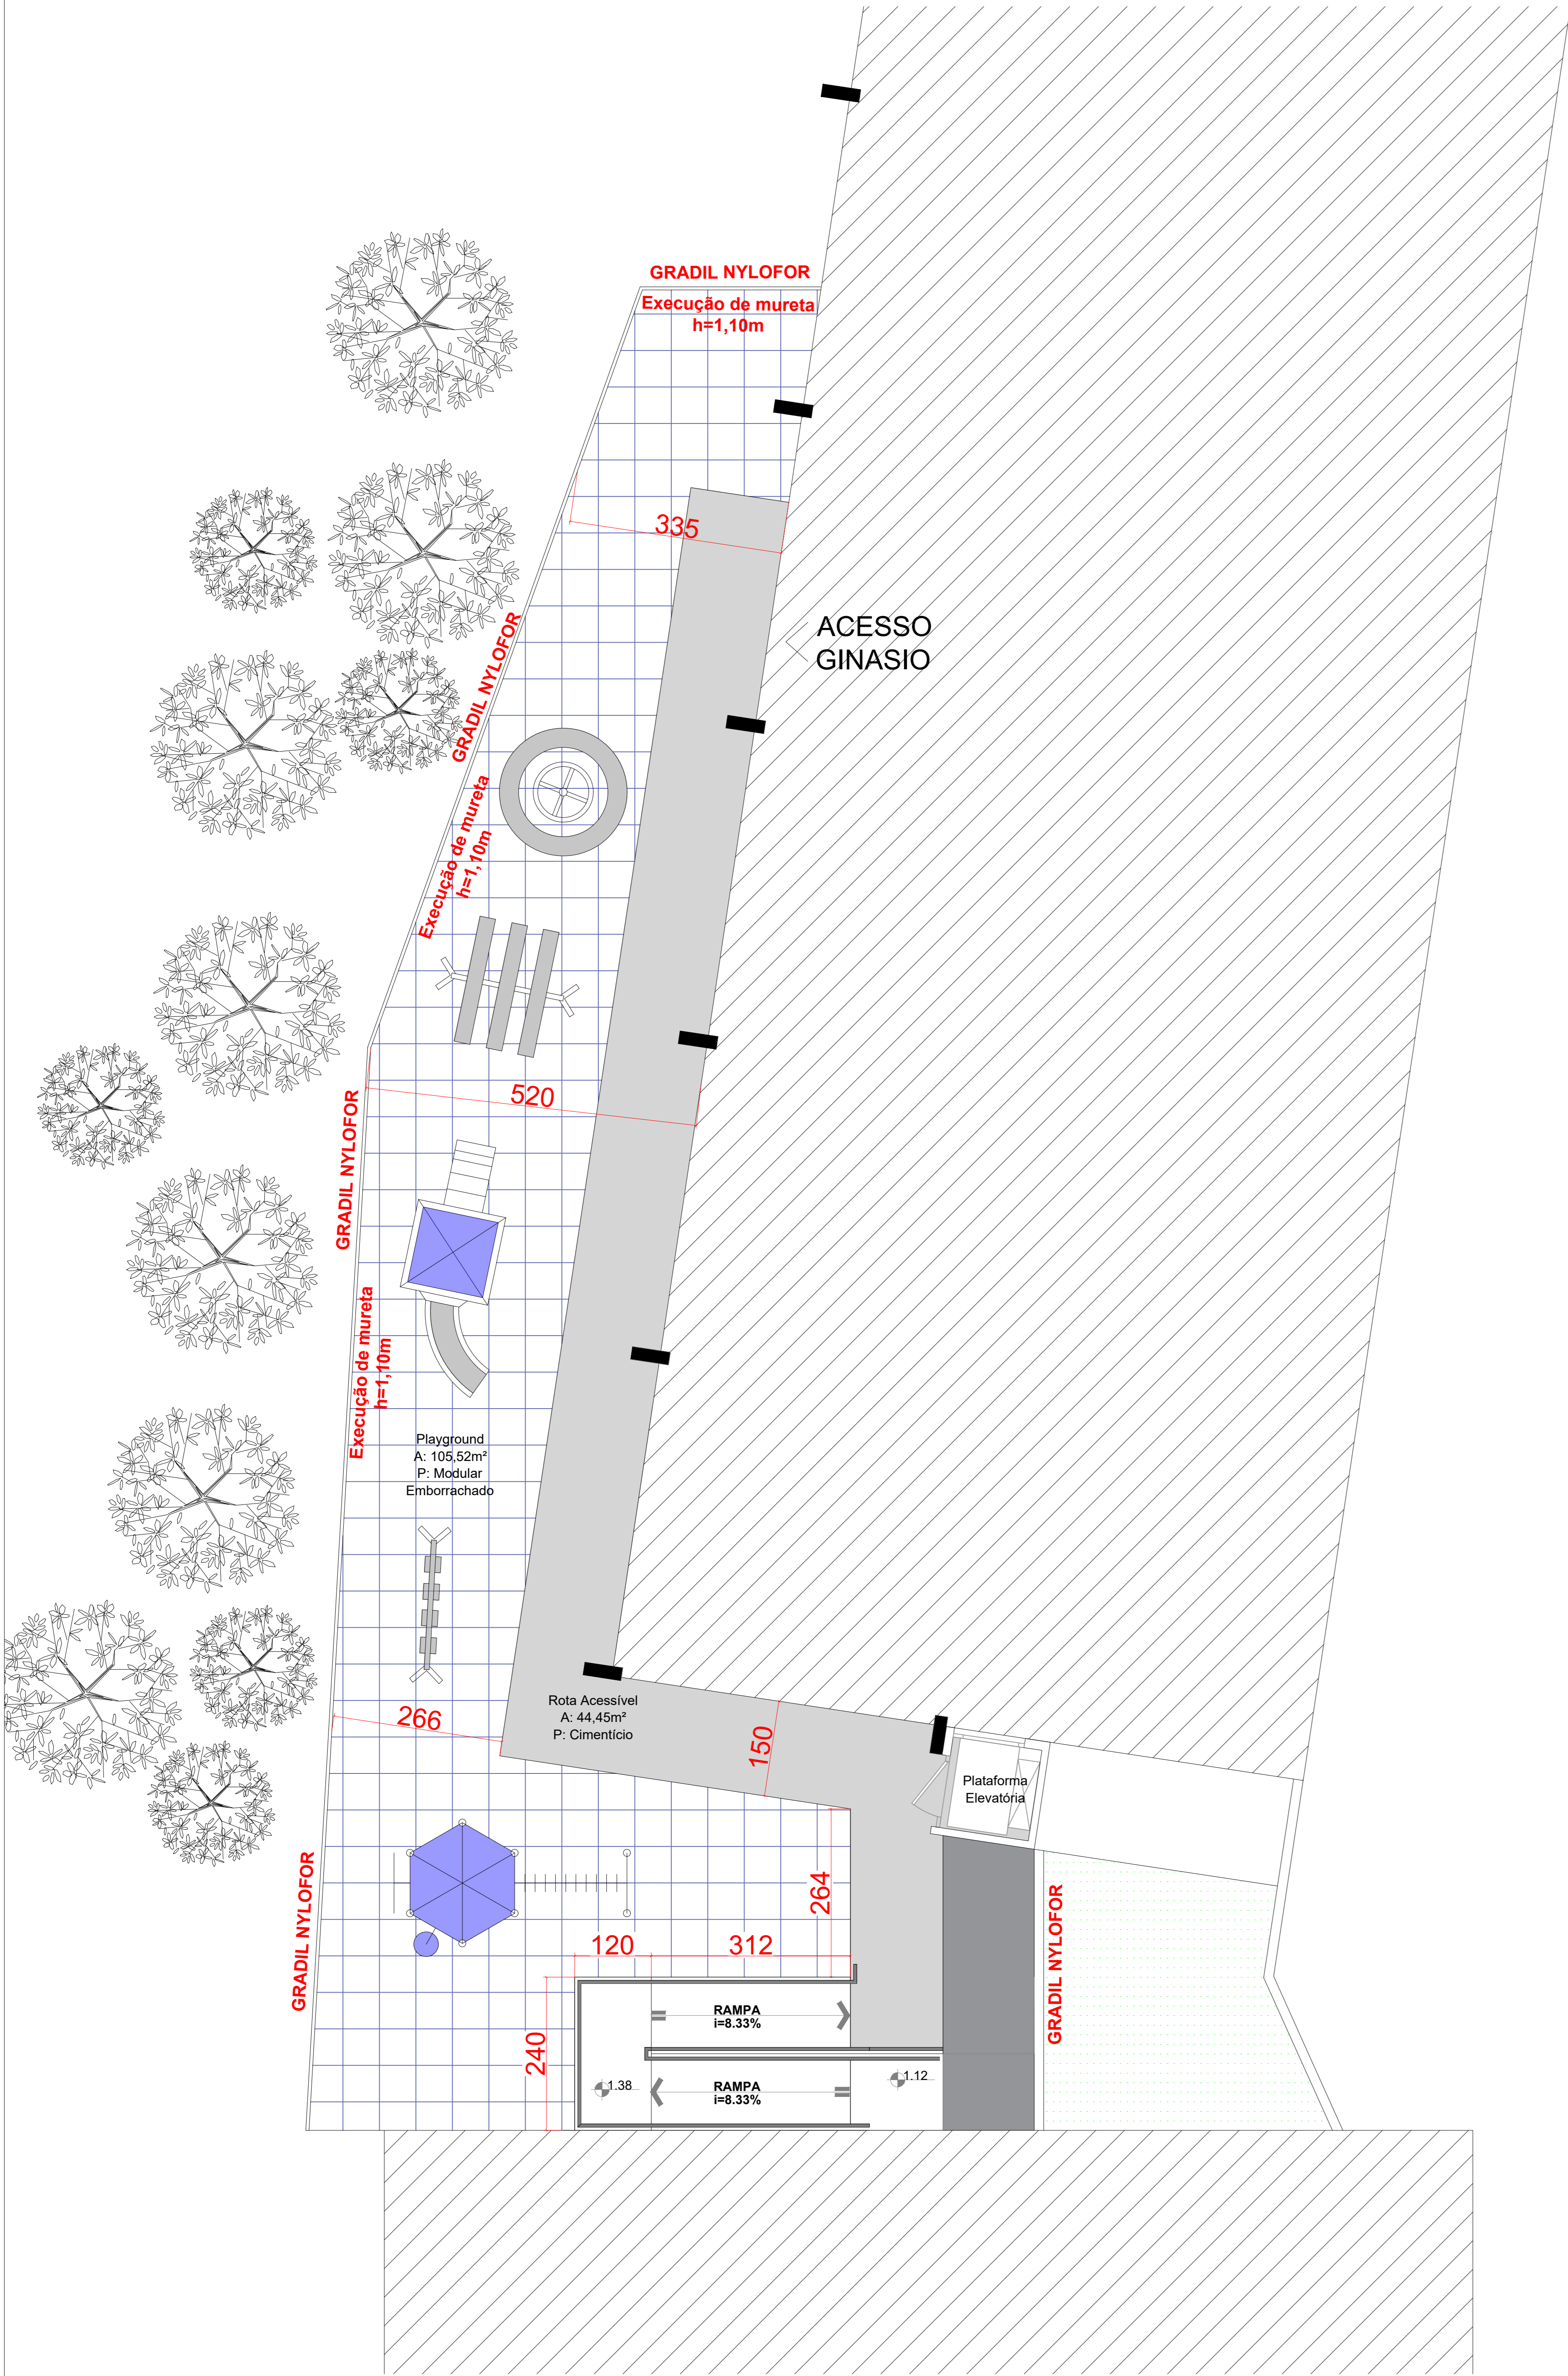 GRADIL NYLOFOR
Execução de mureta
h=1,10m
335
ACESSO
GINASIO
GRADIL NYLOFOR
Execução de mureta
h=1,10m
520
GRADIL NYLOFOR
Execução de mureta
h=1,10m
Playground
A: 105,52m²
P: Modular
Emborrachado
Rota Acessível
A: 44,45m²
P: Cimentício
266
150
Plataforma
Elevatória
264
GRADIL NYLOFOR
GRADIL NYLOFOR
120
312
RAMPA
i=8.33%
240
1.38
RAMPA
i=8.33%
1.12